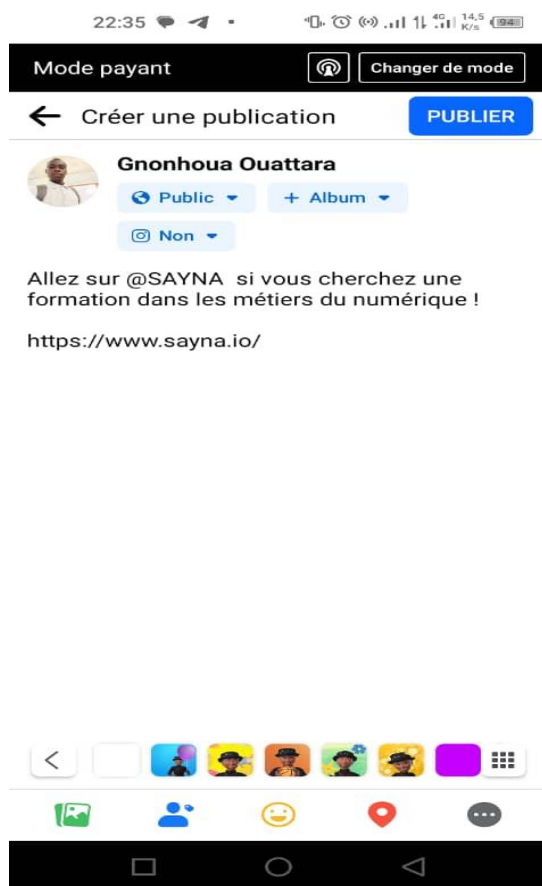 22:35
4G 14,5 K/s 94
Mode payant
Changer de mode
Créer une publication
PUBLIER
Gnonhoua Ouattara
Public
+ Album
Non
Allez sur @SAYNA si vous cherchez une
formation dans les métiers du numérique !
https://www.sayna.io/